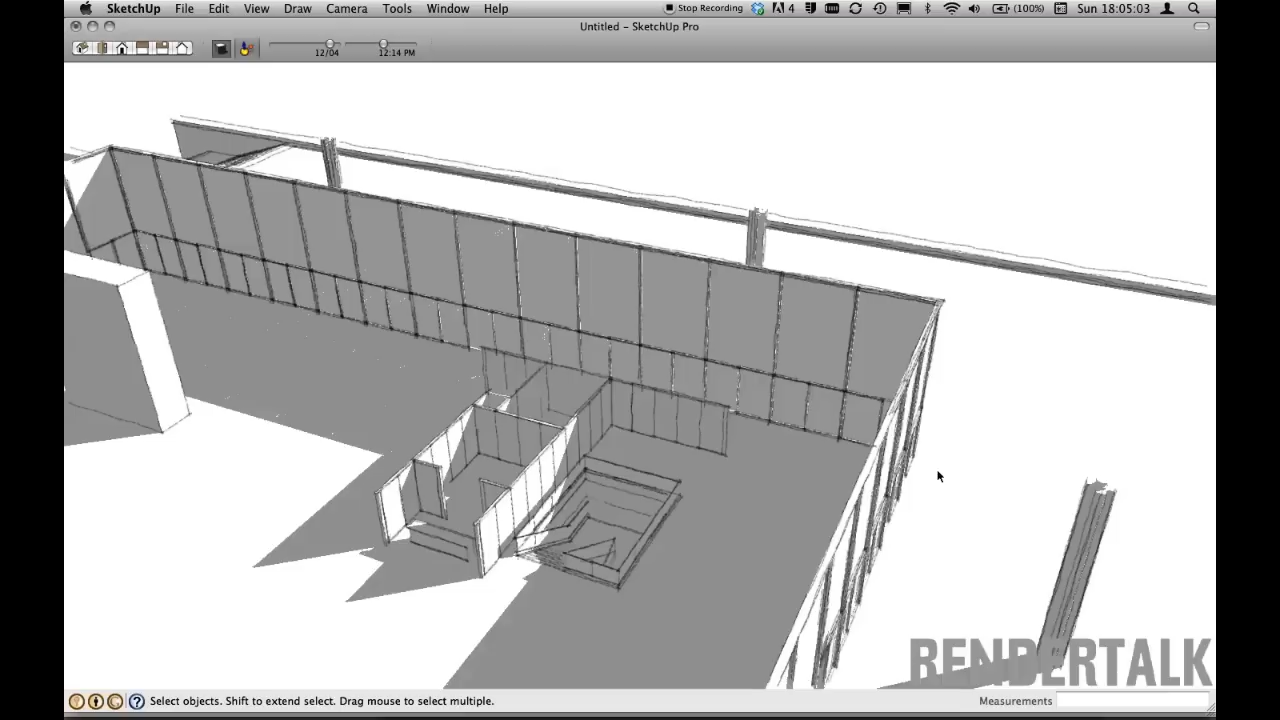 SketchUp File Edit View Draw Camera Tools Window Help Stop Recording 4 (100%) Sun 18:05:03
Untitled - SketchUp Pro
12/04 12:14 PM
RENDERTALK
Select objects. Shift to extend select. Drag mouse to select multiple. Measurements